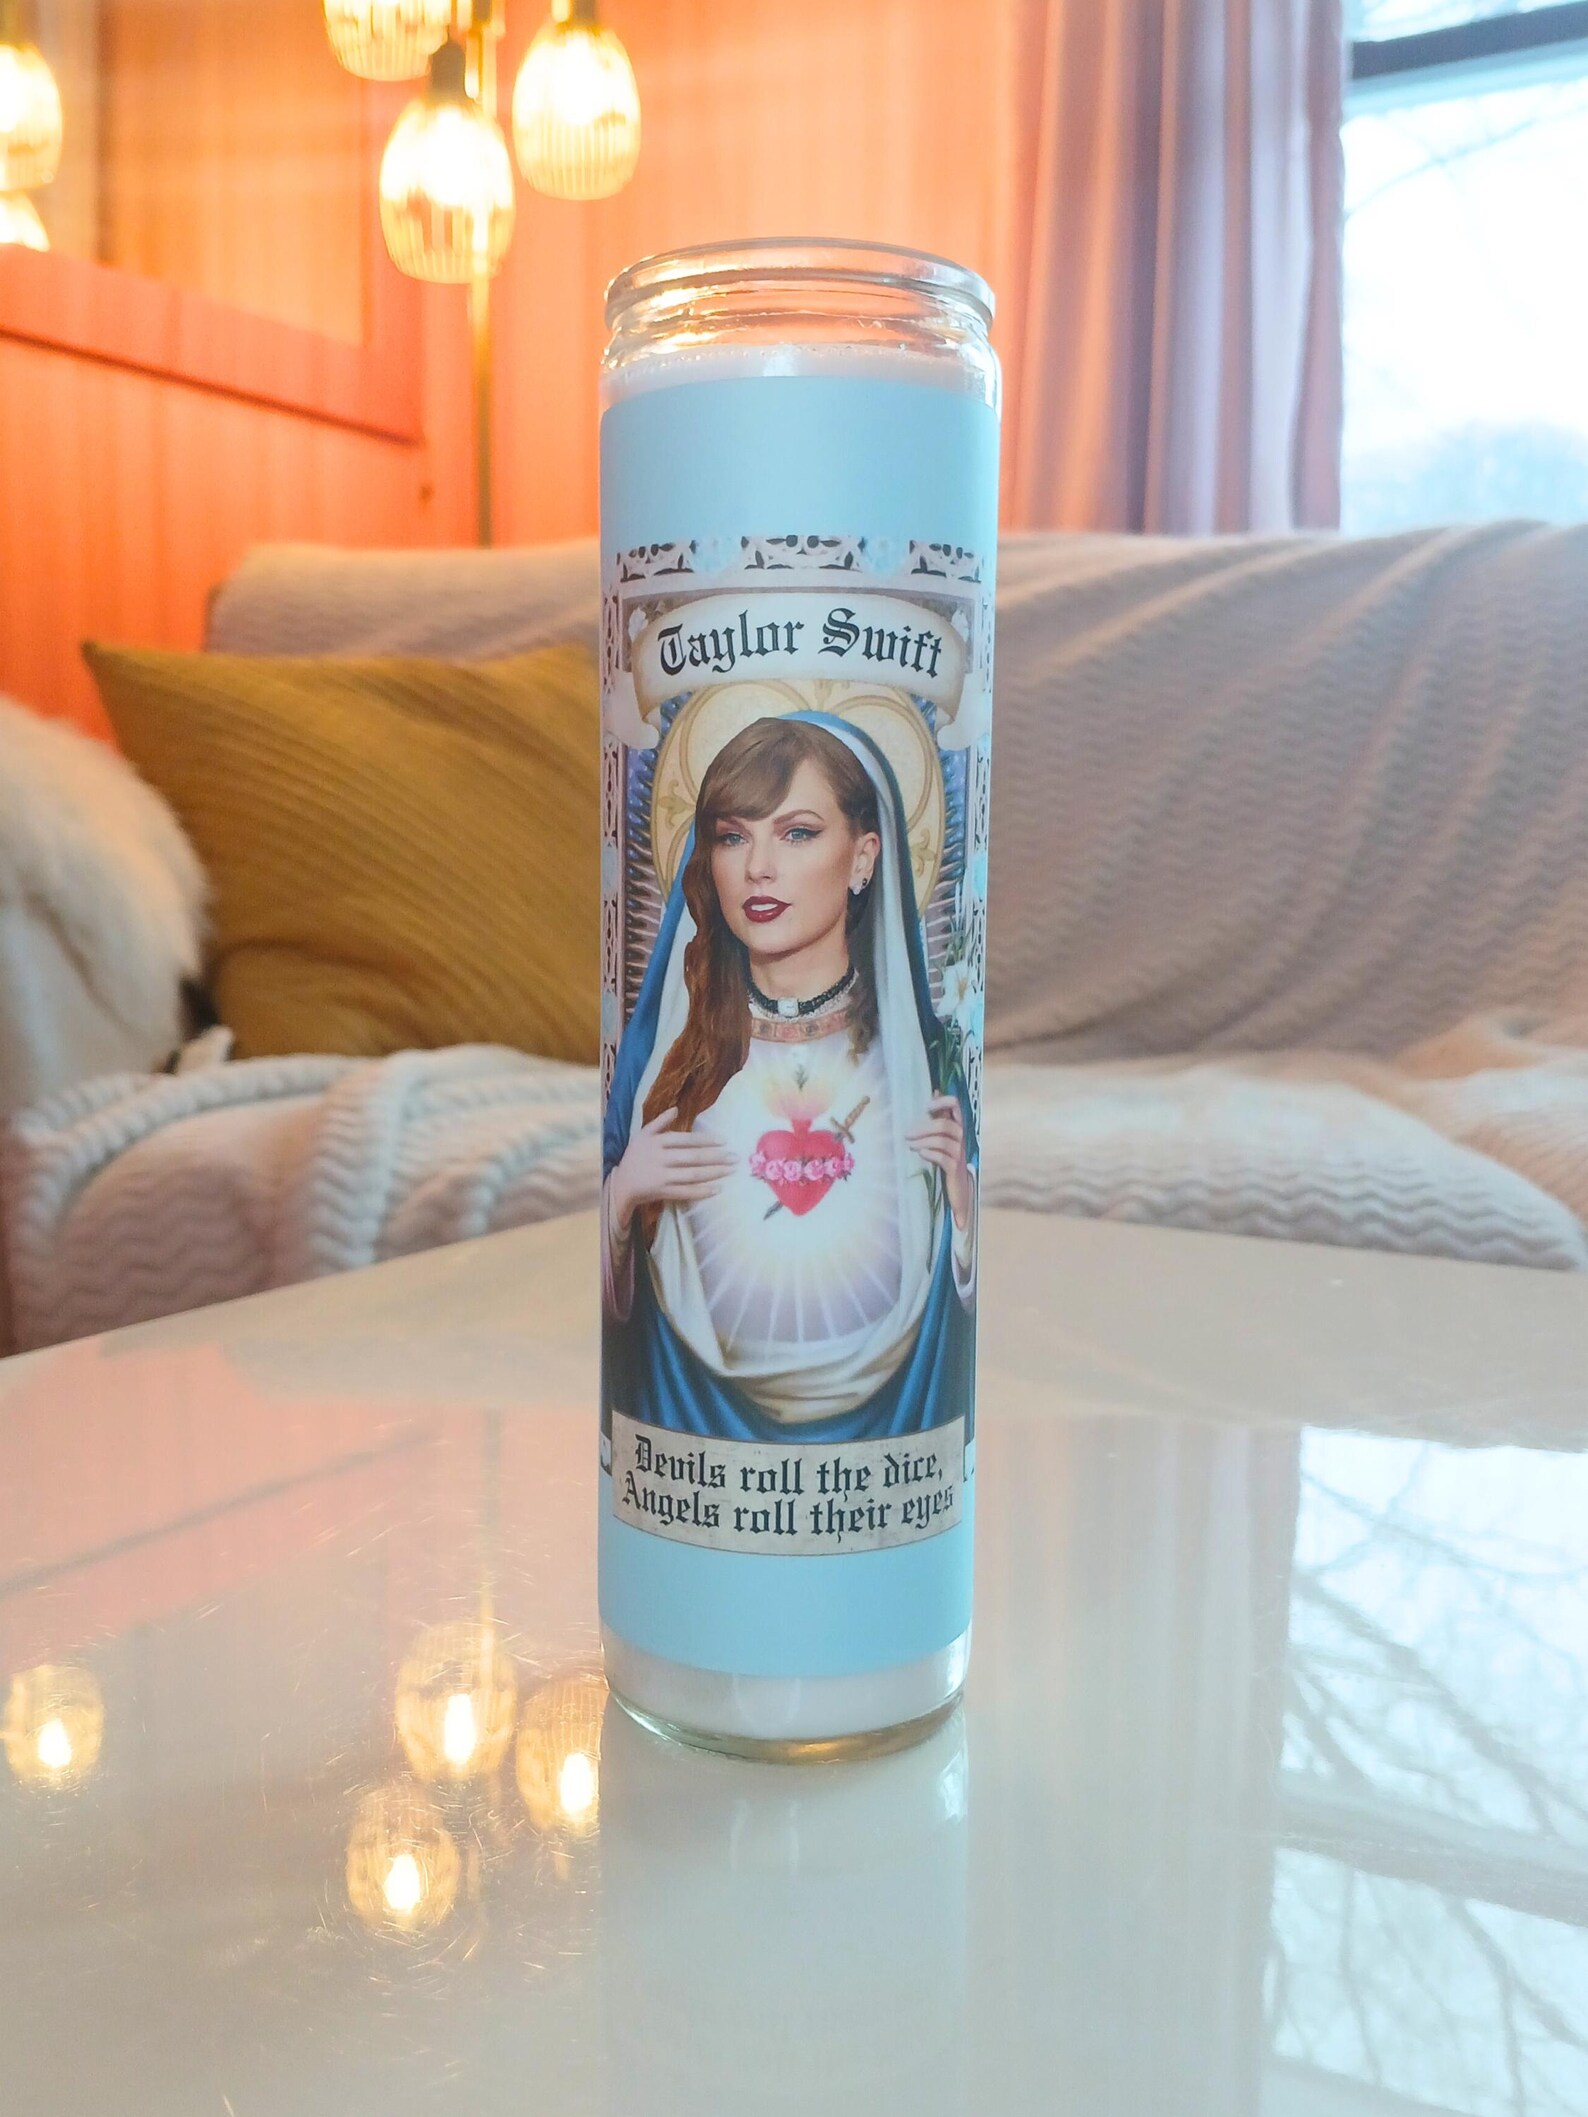 Taylor Swift
Devils roll the dice,
Angels roll their eyes